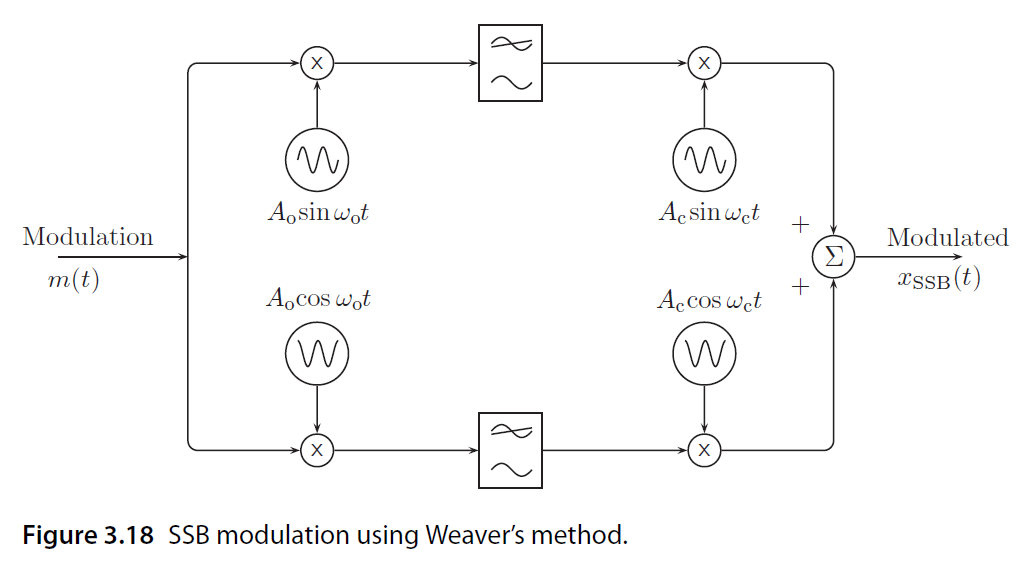 X
X
A_o sin ω_o t
A_c sin ω_c t
+
Modulation
Modulated
Σ
m(t)
x_SSB(t)
+
A_o cos ω_o t
A_c cos ω_c t
X
X
Figure 3.18 SSB modulation using Weaver's method.